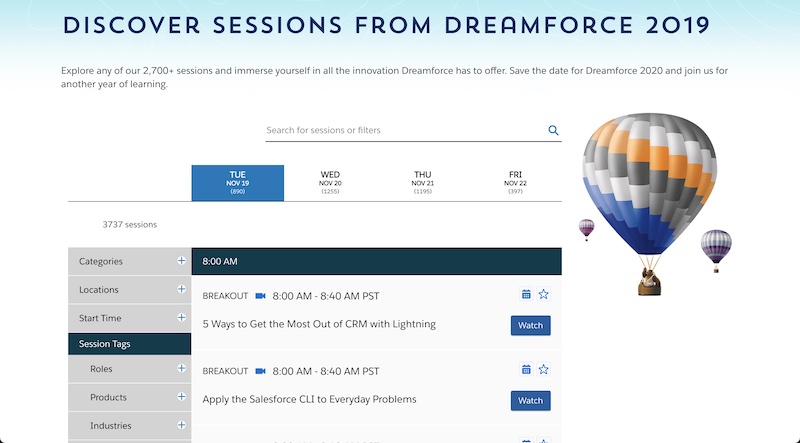 DISCOVER SESSIONS FROM DREAMFORCE 2019
Explore any of our 2,700+ sessions and immerse yourself in all the innovation Dreamforce has to offer. Save the date for Dreamforce 2020 and join us for
another year of learning.
Search for sessions or filters
TUE
NOV 19
(890)
WED
NOV 20
(1255)
THU
NOV 21
(1195)
FRI
NOV 22
(397)
3737 sessions
Categories
Locations
Start Time
Session Tags
Roles
Products
Industries
8:00 AM
BREAKOUT 8:00 AM - 8:40 AM PST
5 Ways to Get the Most Out of CRM with Lightning
Watch
BREAKOUT 8:00 AM - 8:40 AM PST
Apply the Salesforce CLI to Everyday Problems
Watch